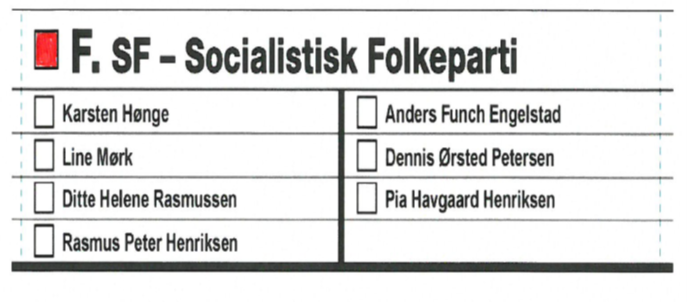 F. SF – Socialistisk Folkeparti
Karsten Hønge
Line Mørk
Ditte Helene Rasmussen
Rasmus Peter Henriksen
Anders Funch Engelstad
Dennis Ørsted Petersen
Pia Havgaard Henriksen